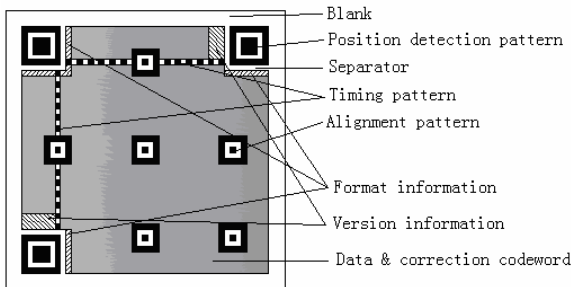 Blank
Position detection pattern
Separator
Timing pattern
Alignment pattern
Format information
Version information
Data & correction codeword